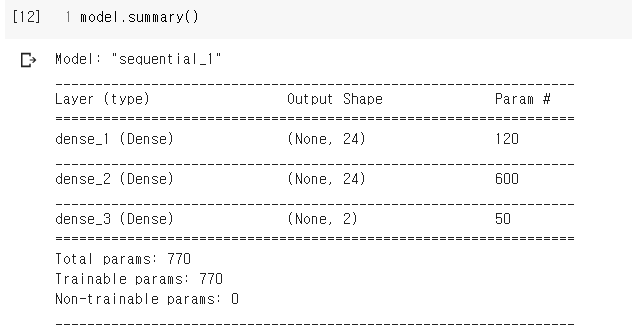 [12] 1 model.summary()
Model: "sequential_1"
_________________________________________________________________
Layer (type) Output Shape Param #
=================================================================
dense_1 (Dense) (None, 24) 120
_________________________________________________________________
dense_2 (Dense) (None, 24) 600
_________________________________________________________________
dense_3 (Dense) (None, 2) 50
=================================================================
Total params: 770
Trainable params: 770
Non-trainable params: 0
_________________________________________________________________